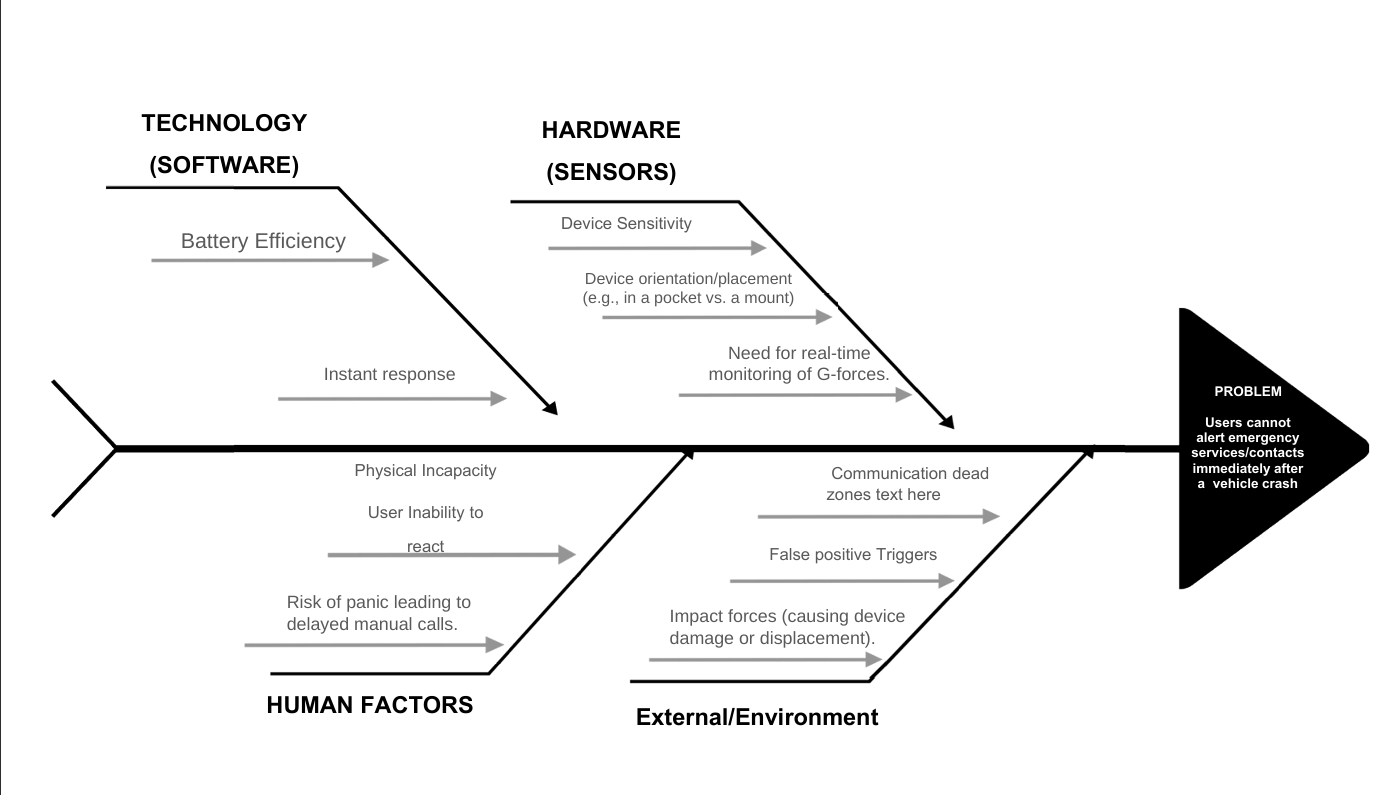 TECHNOLOGY
(SOFTWARE)
Battery Efficiency
Instant response
HARDWARE
(SENSORS)
Device Sensitivity
Device orientation/placement
(e.g., in a pocket vs. a mount)
Need for real-time
monitoring of G-forces.
PROBLEM
Users cannot
alert emergency
services/contacts
immediately after
a vehicle crash
Physical Incapacity
User Inability to
react
Risk of panic leading to
delayed manual calls.
HUMAN FACTORS
Communication dead
zones text here
False positive Triggers
Impact forces (causing device
damage or displacement).
External/Environment